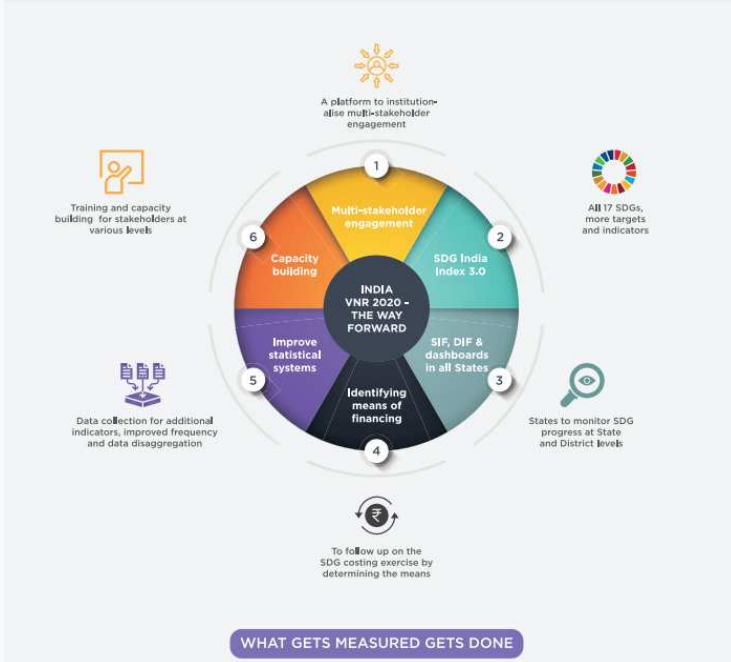 A platform to institution-
alise multi-stakeholder
engagement
1
Multi-stakeholder
engagement
All 17 SDGs,
more targets
and indicators
2
SDG India
Index 3.0
States to monitor SDG
progress at State
and District levels
3
SIF, DIF &
dashboards
in all States
To follow up on the
SDG costing exercise by
determining the means
4
Identifying
means of
financing
₹
Data collection for additional
indicators, improved frequency
and data disaggregation
5
Improve
statistical
systems
Training and capacity
building for stakeholders at
various levels
6
Capacity
building
INDIA
VNR 2020 –
THE WAY
FORWARD
WHAT GETS MEASURED GETS DONE